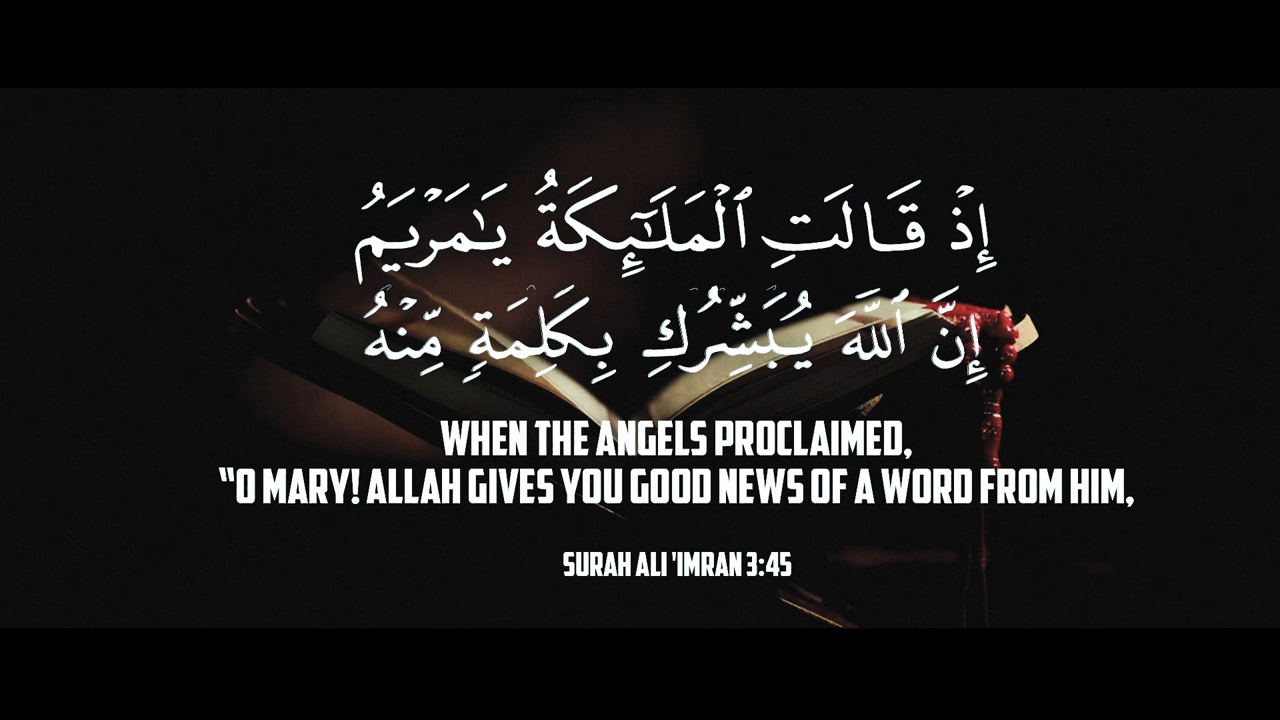 إِذْ قَالَتِ ٱلْمَلَـٰٓئِكَةُ يَـٰمَرْيَمُ
إِنَّ ٱللَّهَ يُبَشِّرُكِ بِكَلِمَةٍ مِّنْهُ
WHEN THE ANGELS PROCLAIMED,
“O MARY! ALLAH GIVES YOU GOOD NEWS OF A WORD FROM HIM,
SURAH ALI 'IMRAN 3:45